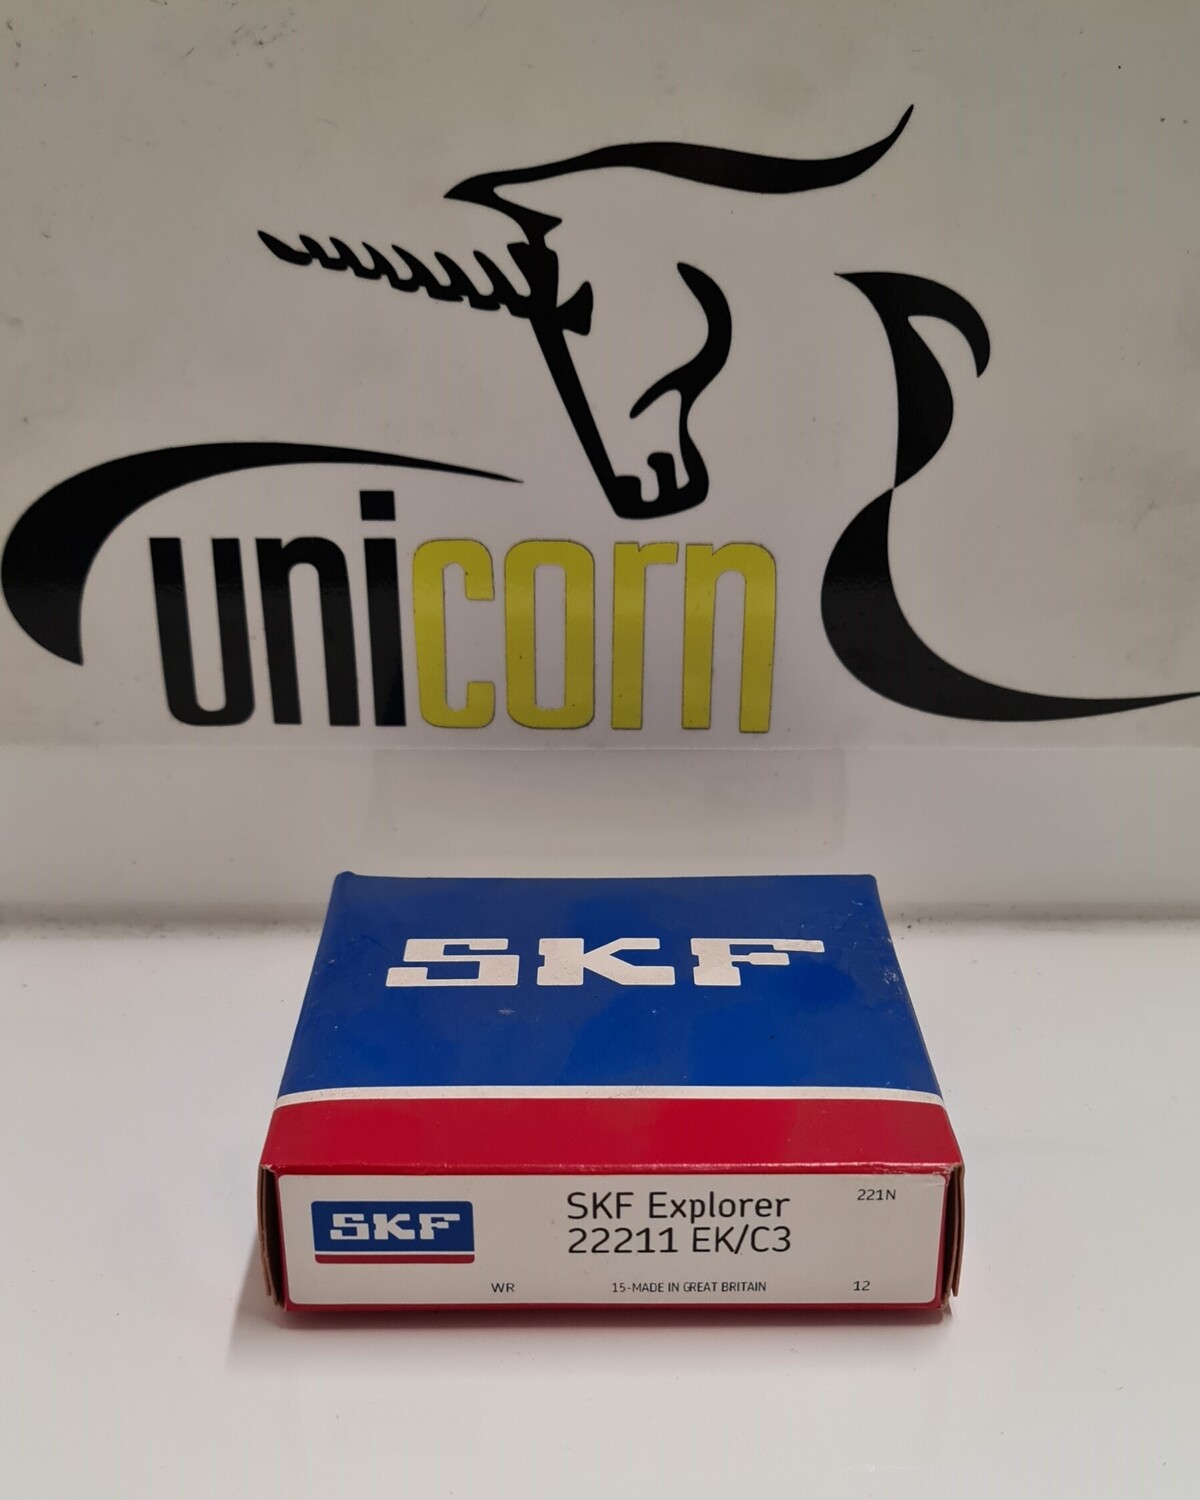 unicorn
SKF
SKF
SKF Explorer
221N
22211 EK/C3
WR
15-MADE IN GREAT BRITAIN
12